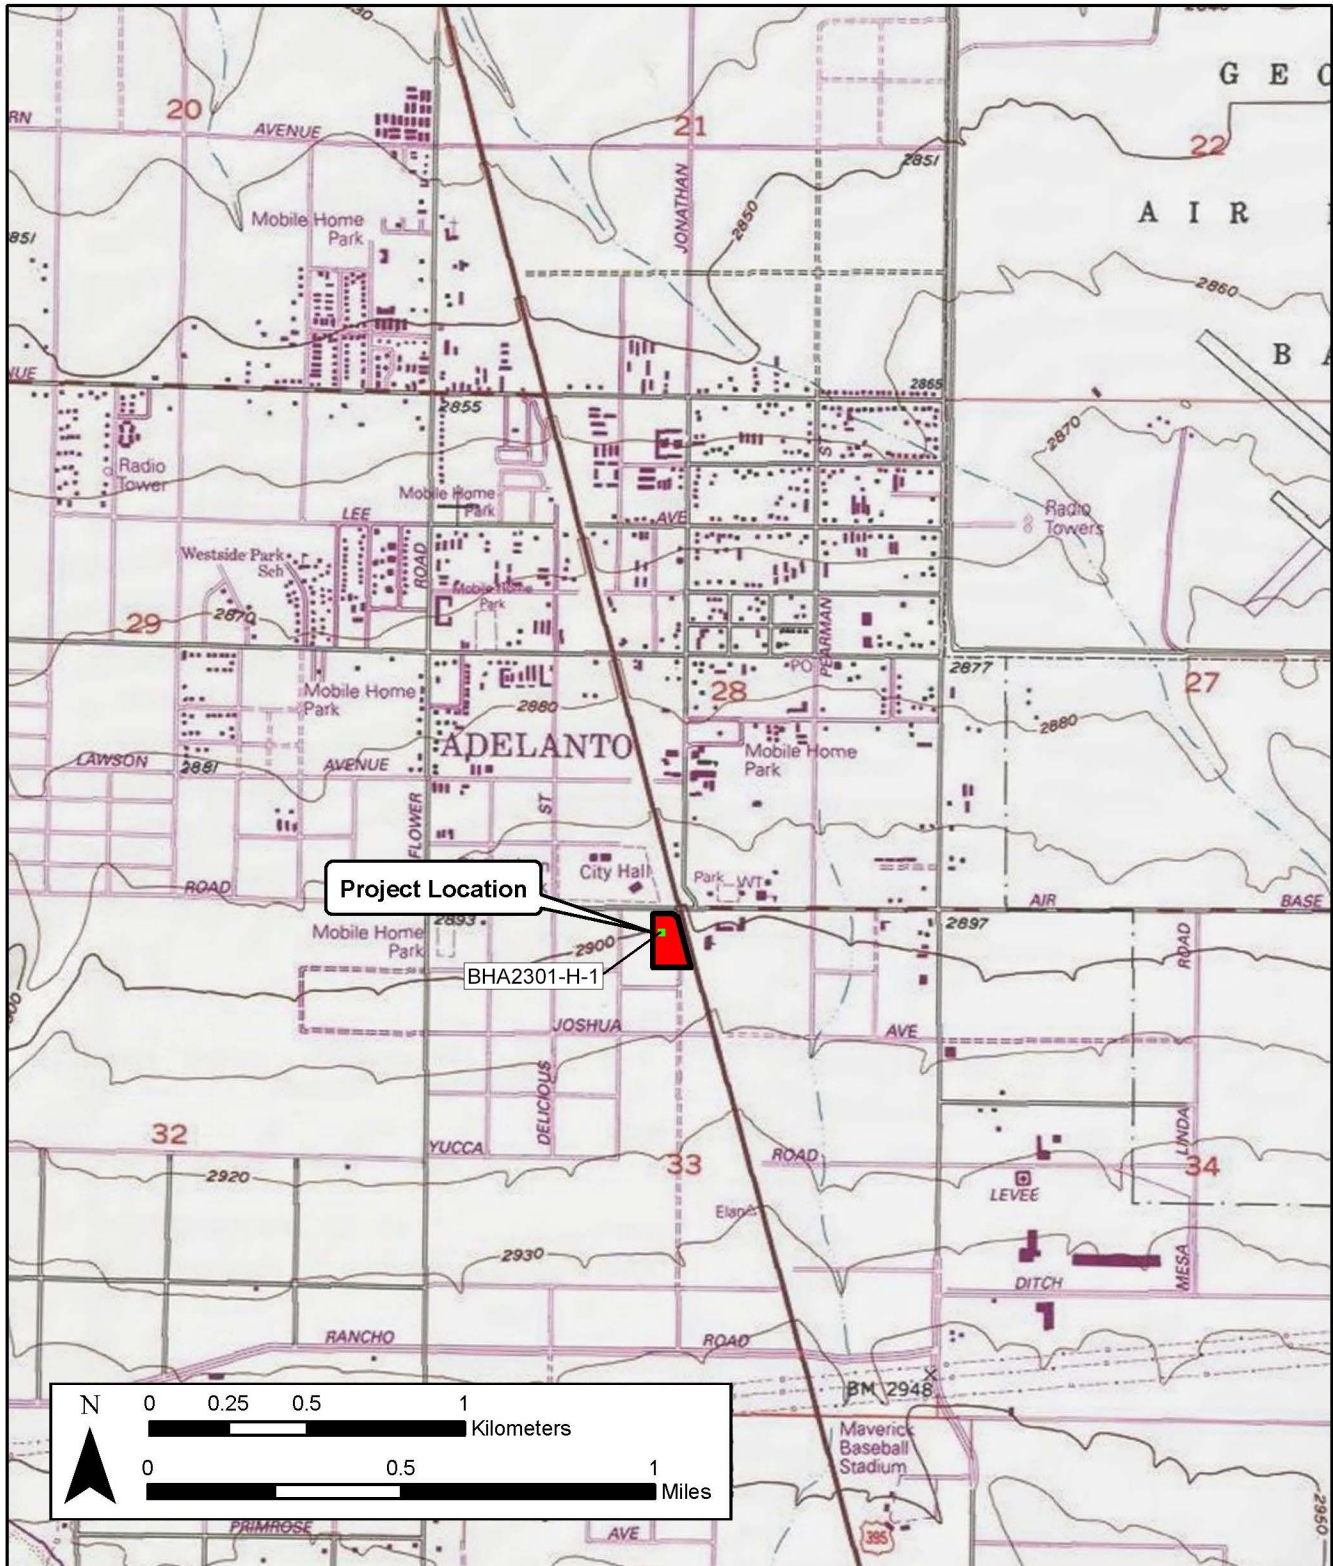 G E O
20
RN
AVENUE
21
22
2851
2850
JONATHAN
A I R
Mobile Home
Park
2860
B A
2865
2855
2870
Radio
Tower
Mobile Home
Park
LEE
AVE
Radio
Towers
Westside Park
Sch
ROAD
Mobile Home
Park
2870
29
PEARMAN
PO
2877
28
27
Mobile Home
Park
2880
2880
ADELANTO
Mobile Home
Park
LAWSON
2881
AVENUE
ST
FLOWER
City Hall
Park
WT
Project Location
ROAD
AIR
BASE
2893
2897
Mobile Home
Park
2900
BHA2301-H-1
ROAD
JOSHUA
AVE
DELICIOUS
32
YUCCA
ROAD
33
34
LINDA
2920
LEVEE
Elan
2930
DITCH
MESA
RANCHO
ROAD
BM 2948
N
0 0.25 0.5 1
Kilometers
0 0.5 1
Miles
Maverick
Baseball
Stadium
2950
PRIMROSE
AVE
395